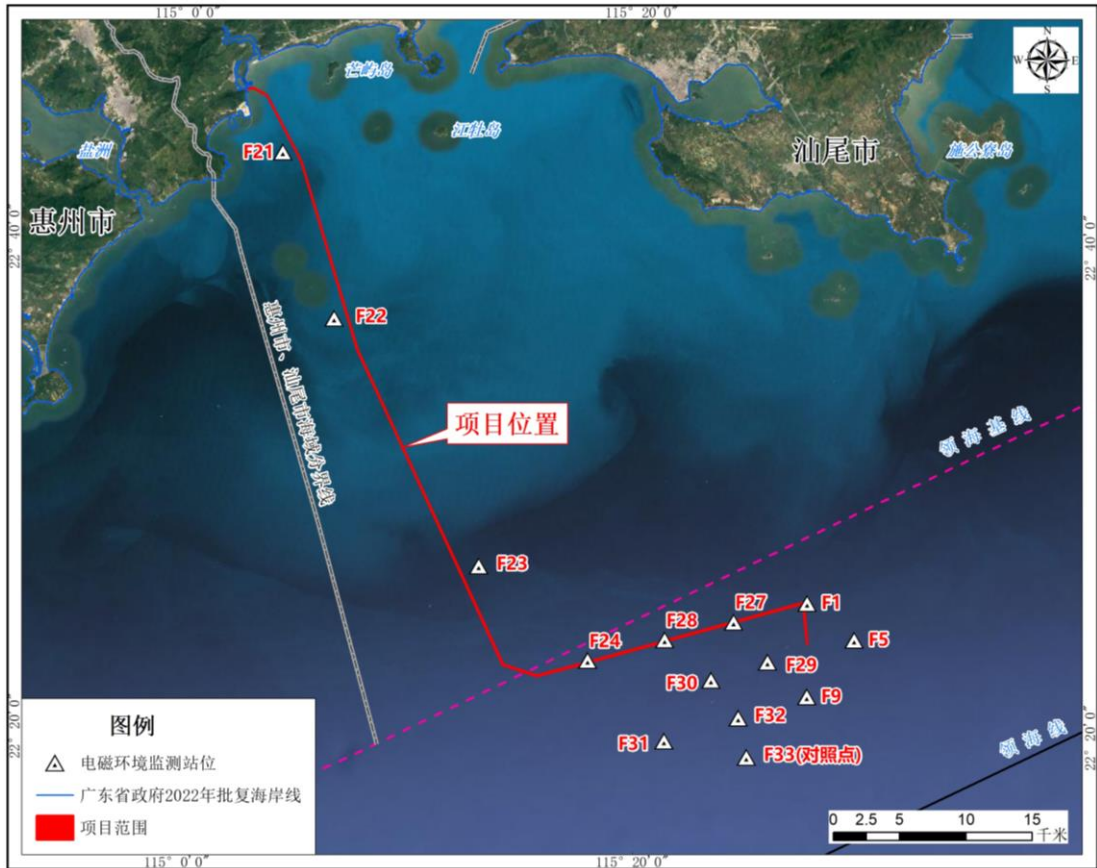 115° 0′0″
115° 20′0″
N
W E
S
芒屿岛
江牡岛
盐洲
汕尾市
施公寮岛
惠州市
F21
22° 40′0″
22° 40′0″
F22
惠州市、汕尾市海域分界线
项目位置
领海基线
F23
F1
F27
F28
F5
F24
F29
F30
F9
F32
F31
F33(对照点)
领海线
22° 20′0″
22° 20′0″
图例
电磁环境监测站位
广东省政府2022年批复海岸线
项目范围
0 2.5 5 10 15
千米
115° 0′0″
115° 20′0″